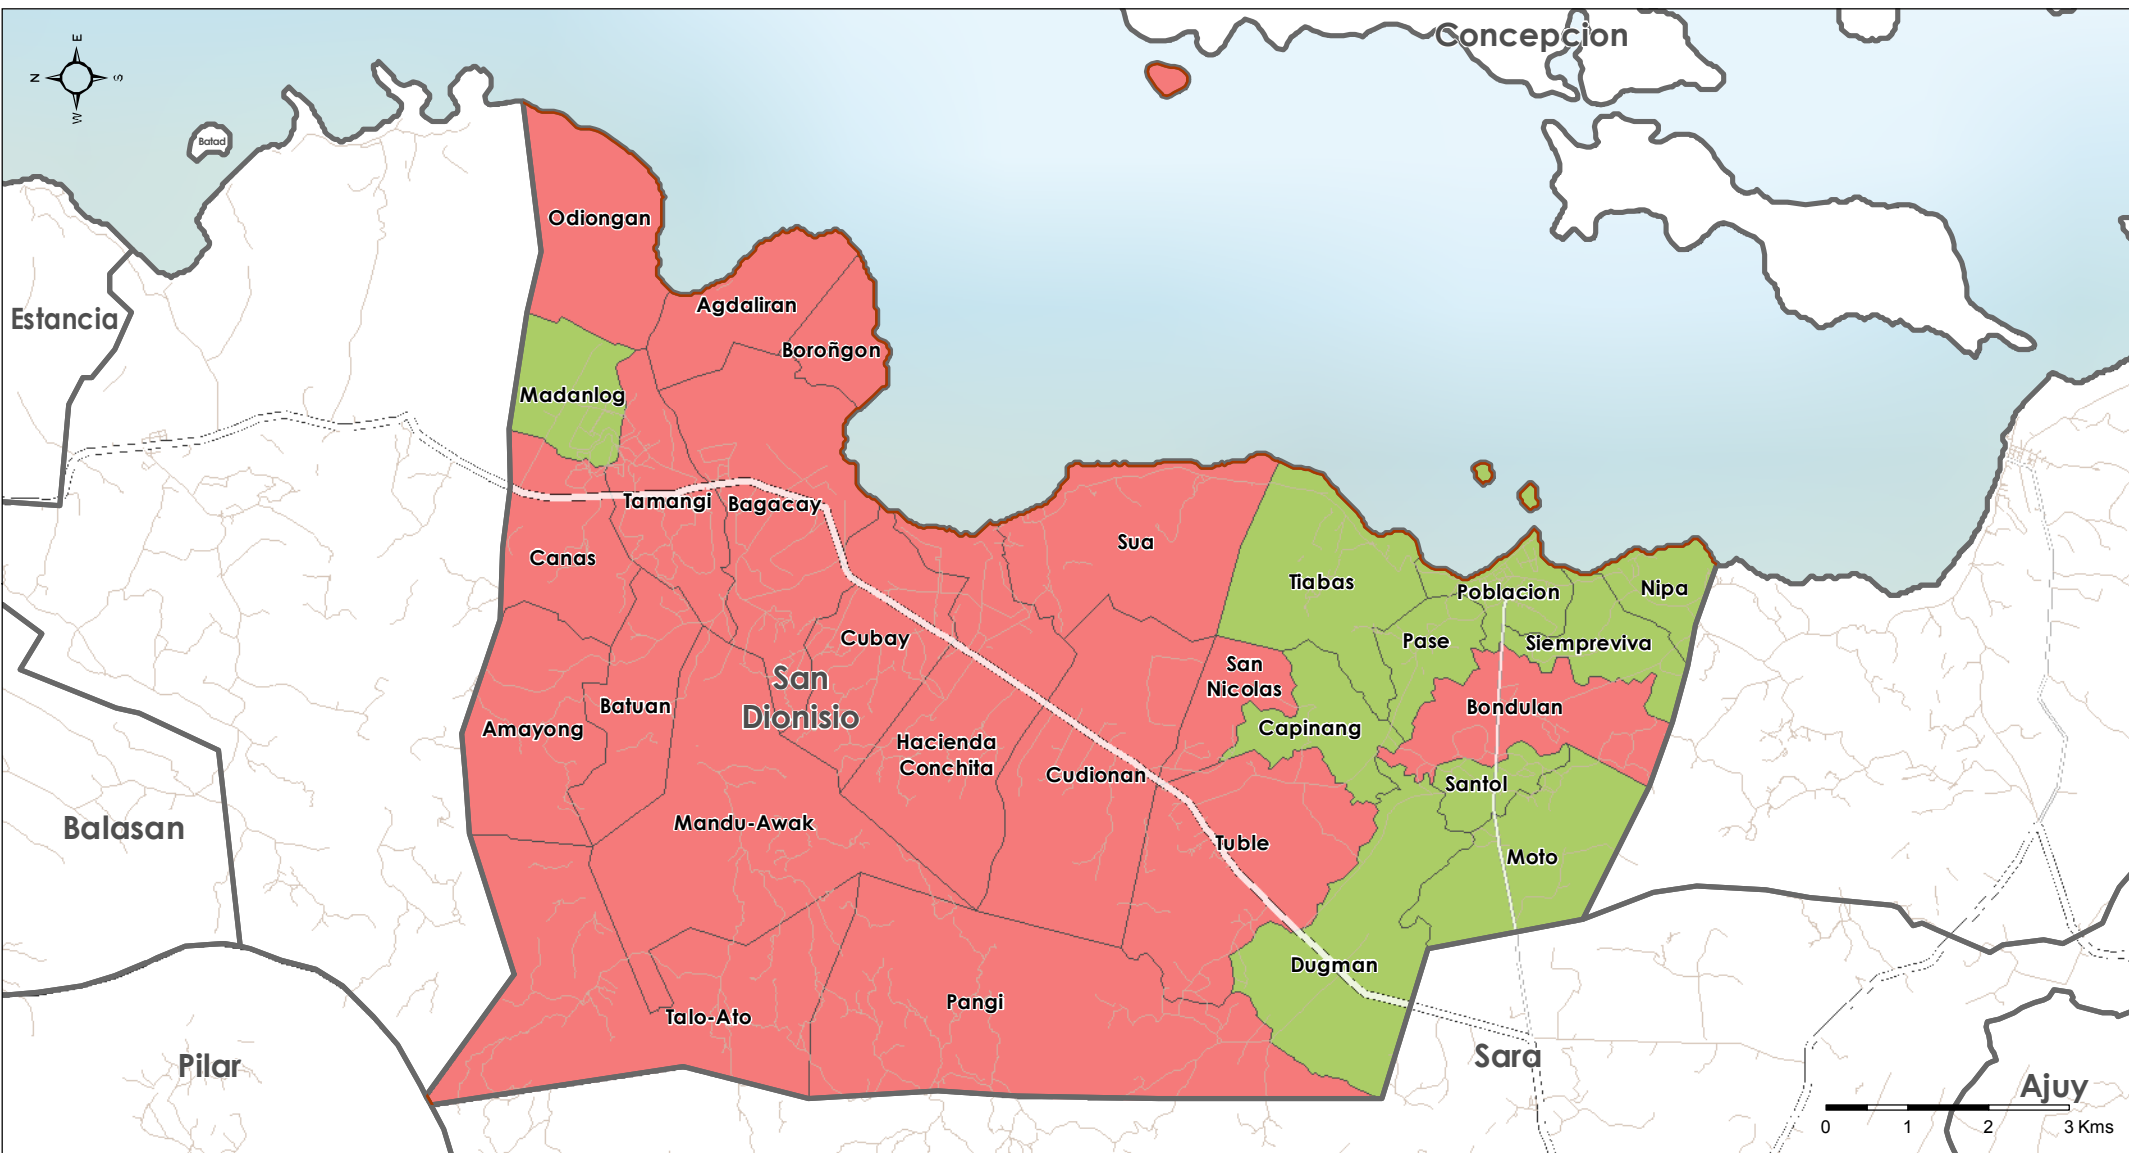 Concepcion
E
N
S
W
Batad
Odiongan
Agdaliran
Estancia
Boroñgon
Madanlog
Tamangi
Bagacay
Sua
Canas
Tiabas
Poblacion
Nipa
Cubay
Pase
Siempreviva
San
Nicolas
San
Dionisio
Batuan
Bondulan
Amayong
Capinang
Hacienda
Conchita
Cudionan
Santol
Balasan
Mandu-Awak
Tuble
Moto
Dugman
Pangi
Talo-Ato
Pilar
Sara
Ajuy
0 1 2 3 Kms